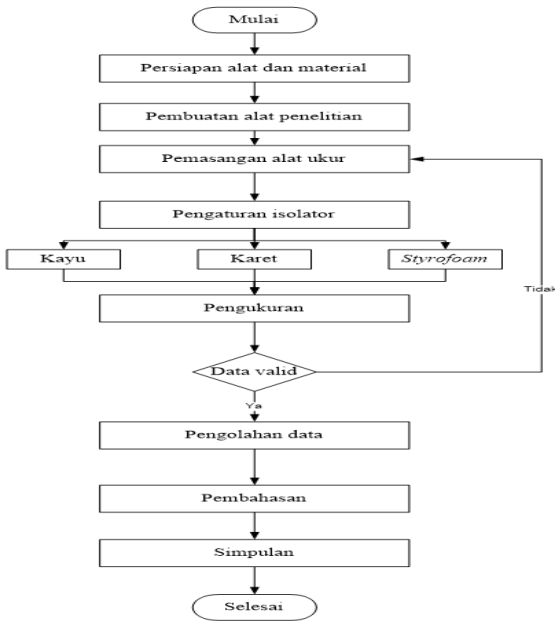 Mulai
Persiapan alat dan material
Pembuatan alat penelitian
Pemasangan alat ukur
Pengaturan isolator
Kayu
Karet
Styrofoam
Tidak
Pengukuran
Data valid
Ya
Pengolahan data
Pembahasan
Simpulan
Selesai